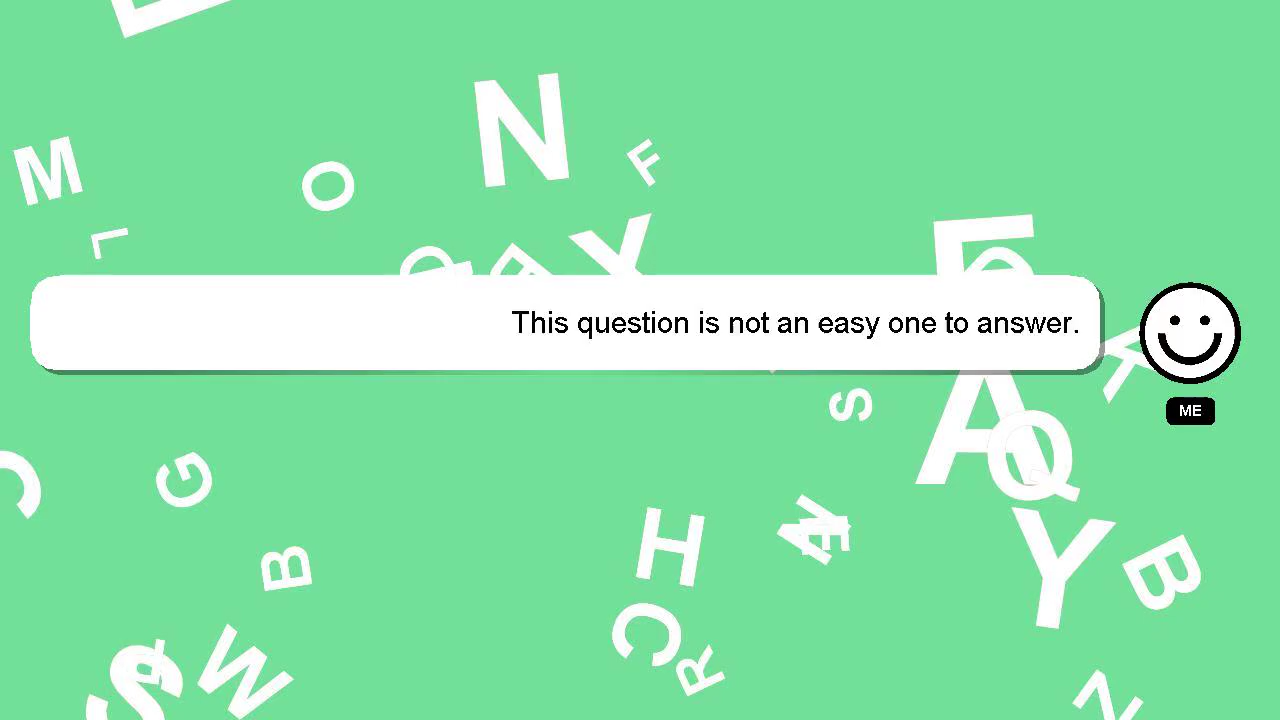 This question is not an easy one to answer.
ME
N
M
O
F
L
X
K
S
A
Q
G
C
H
N
E
B
Y
B
C
R
W
S
Z